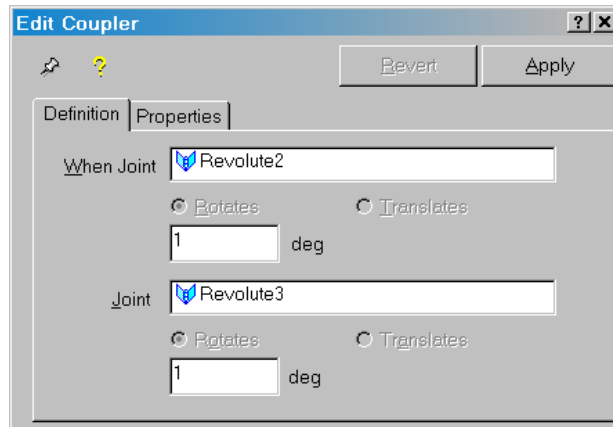 Edit Coupler ? X
? Revert Apply
Definition Properties
When Joint Revolute2
Rotates Translates
1 deg
Joint Revolute3
Rotates Translates
1 deg